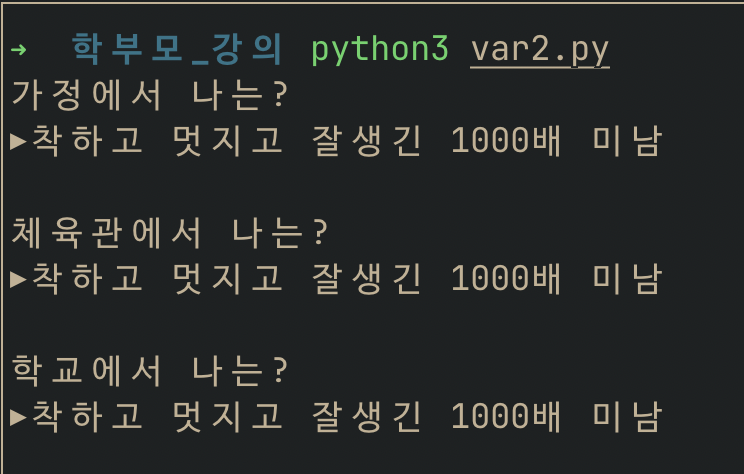 ➜ 학부모_강의 python3 var2.py
가정에서 나는?
▶착하고 멋지고 잘생긴 1000배 미남
체육관에서 나는?
▶착하고 멋지고 잘생긴 1000배 미남
학교에서 나는?
▶착하고 멋지고 잘생긴 1000배 미남